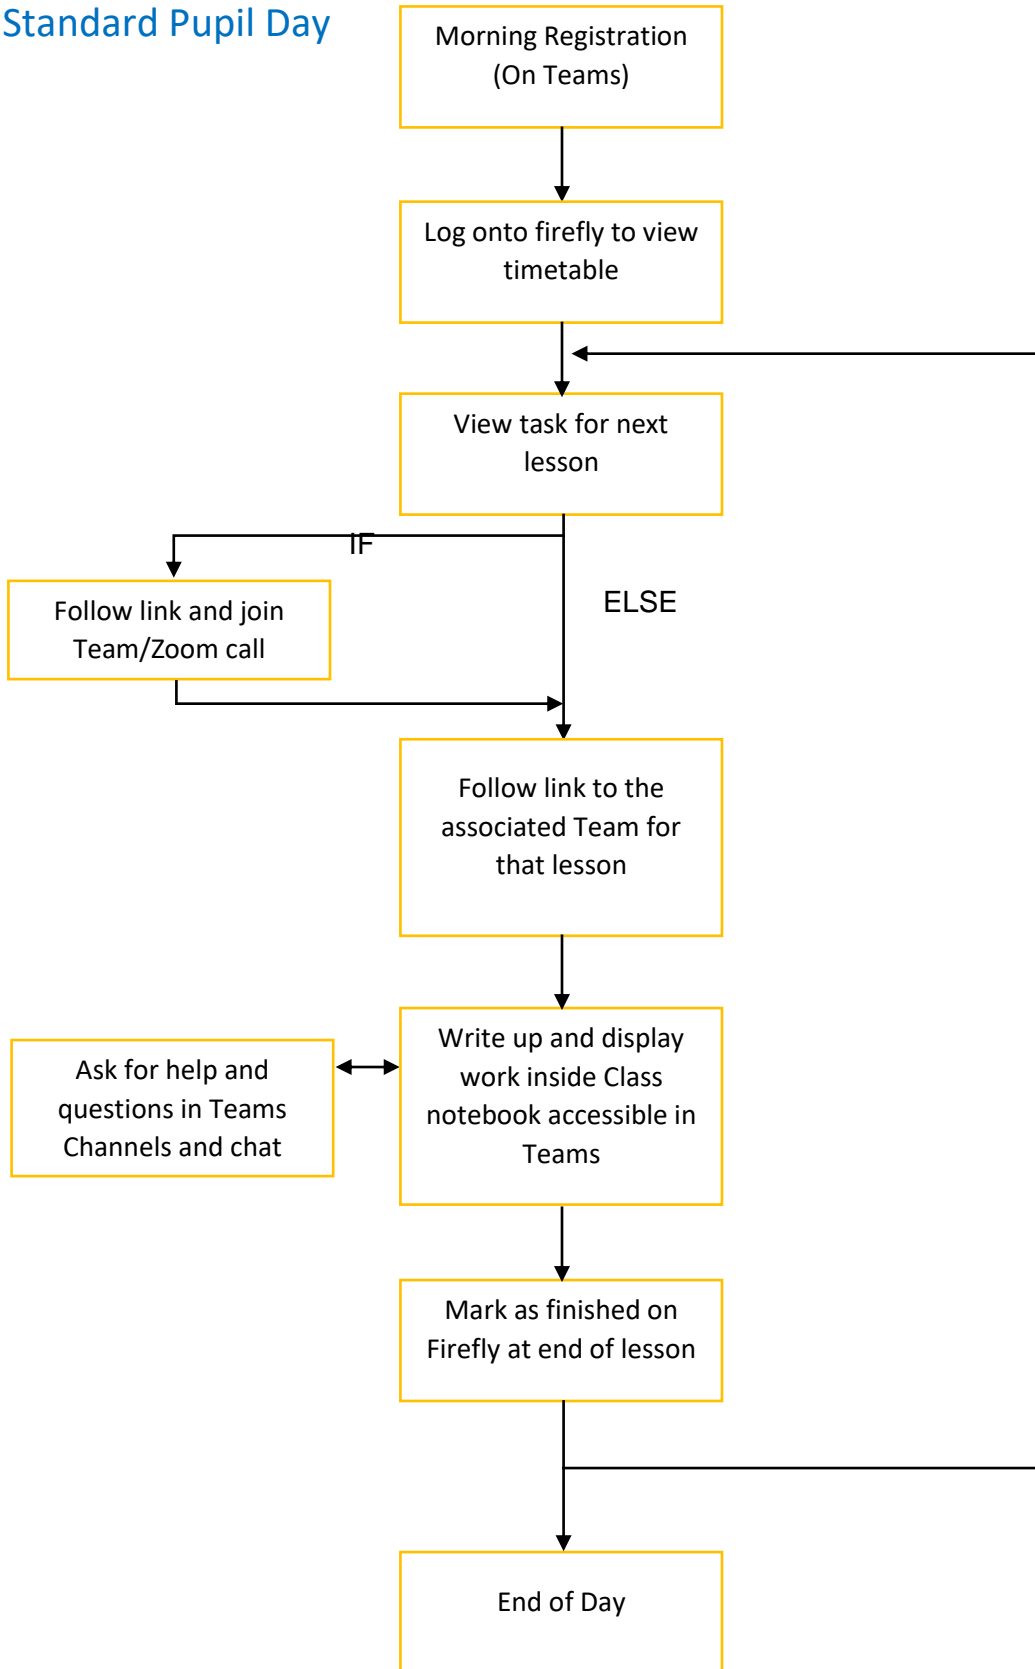 Standard Pupil Day
Morning Registration
(On Teams)
Log onto firefly to view
timetable
View task for next
lesson
IF
ELSE
Follow link and join
Team/Zoom call
Follow link to the
associated Team for
that lesson
Write up and display
work inside Class
notebook accessible in
Teams
Ask for help and
questions in Teams
Channels and chat
Mark as finished on
Firefly at end of lesson
End of Day